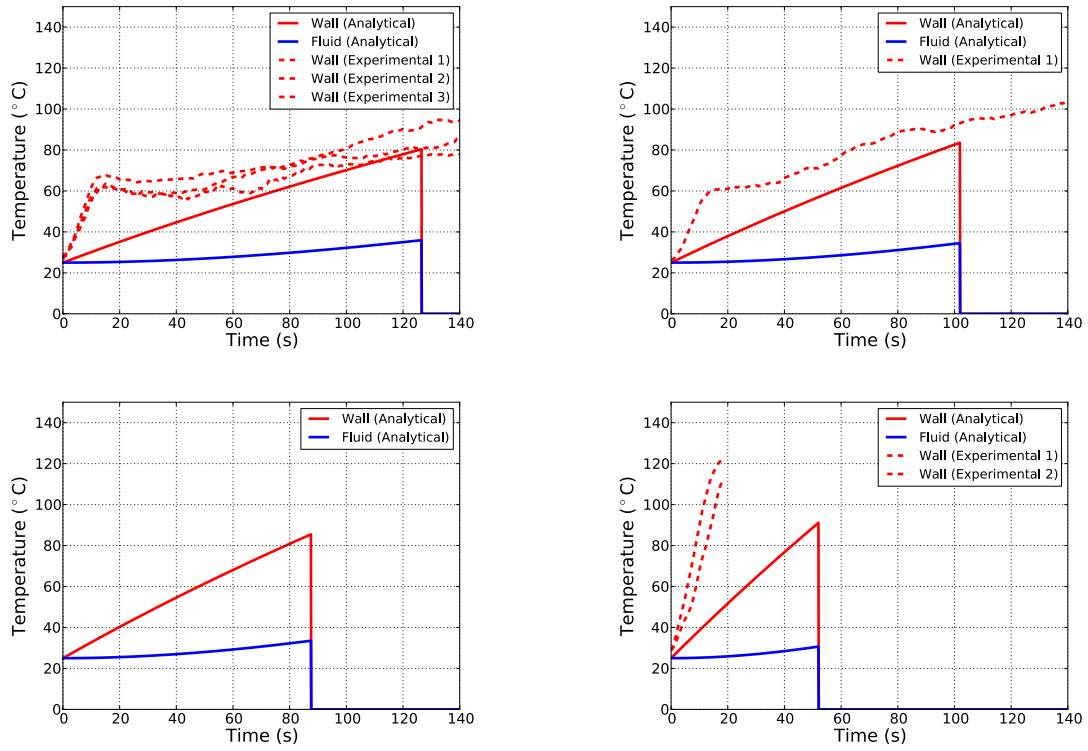 140
120
100
80
60
40
20
0
Temperature (°C)
Wall (Analytical)
Fluid (Analytical)
Wall (Experimental 1)
Wall (Experimental 2)
Wall (Experimental 3)
0 20 40 60 80 100 120 140
Time (s)
140
120
100
80
60
40
20
0
Temperature (°C)
Wall (Analytical)
Fluid (Analytical)
Wall (Experimental 1)
0 20 40 60 80 100 120 140
Time (s)
140
120
100
80
60
40
20
0
Temperature (°C)
Wall (Analytical)
Fluid (Analytical)
0 20 40 60 80 100 120 140
Time (s)
140
120
100
80
60
40
20
0
Temperature (°C)
Wall (Analytical)
Fluid (Analytical)
Wall (Experimental 1)
Wall (Experimental 2)
0 20 40 60 80 100 120 140
Time (s)